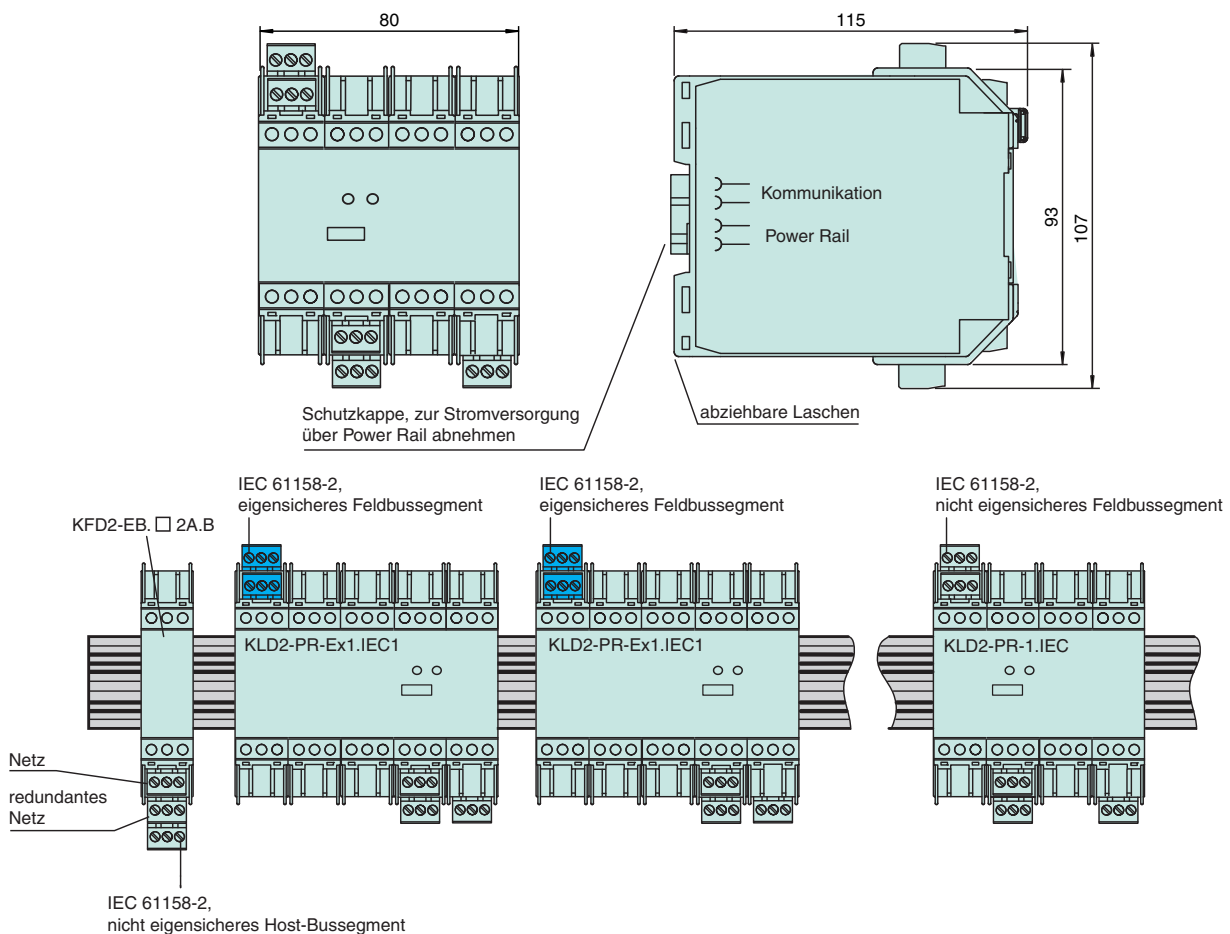 80
115
Kommunikation
Power Rail
93
107
Schutzkappe, zur Stromversorgung
über Power Rail abnehmen
abziehbare Laschen
IEC 61158-2,
eigensicheres Feldbussegment
IEC 61158-2,
eigensicheres Feldbussegment
IEC 61158-2,
nicht eigensicheres Feldbussegment
KFD2-EB. □ 2A.B
KLD2-PR-Ex1.IEC1
KLD2-PR-Ex1.IEC1
KLD2-PR-1.IEC
Netz
redundantes
Netz
IEC 61158-2,
nicht eigensicheres Host-Bussegment